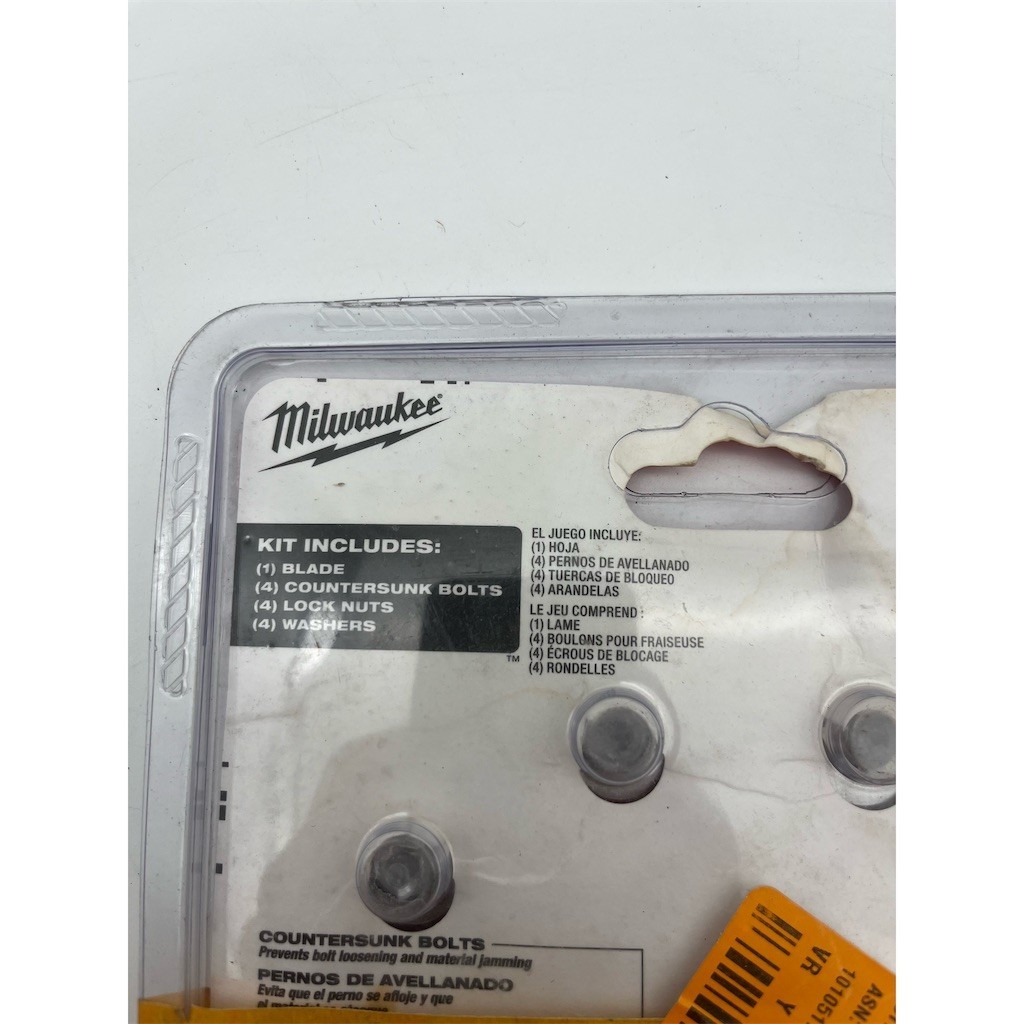 Milwaukee®
KIT INCLUDES:
(1) BLADE
(4) COUNTERSUNK BOLTS
(4) LOCK NUTS
(4) WASHERS
™
EL JUEGO INCLUYE:
(1) HOJA
(4) PERNOS DE AVELLANADO
(4) TUERCAS DE BLOQUEO
(4) ARANDELAS
LE JEU COMPREND :
(1) LAME
(4) BOULONS POUR FRAISEUSE
(4) ÉCROUS DE BLOCAGE
(4) RONDELLES
COUNTERSUNK BOLTS
Prevents bolt loosening and material jamming
PERNOS DE AVELLANADO
Evita que el perno se afloje y que
el material
VR
Y